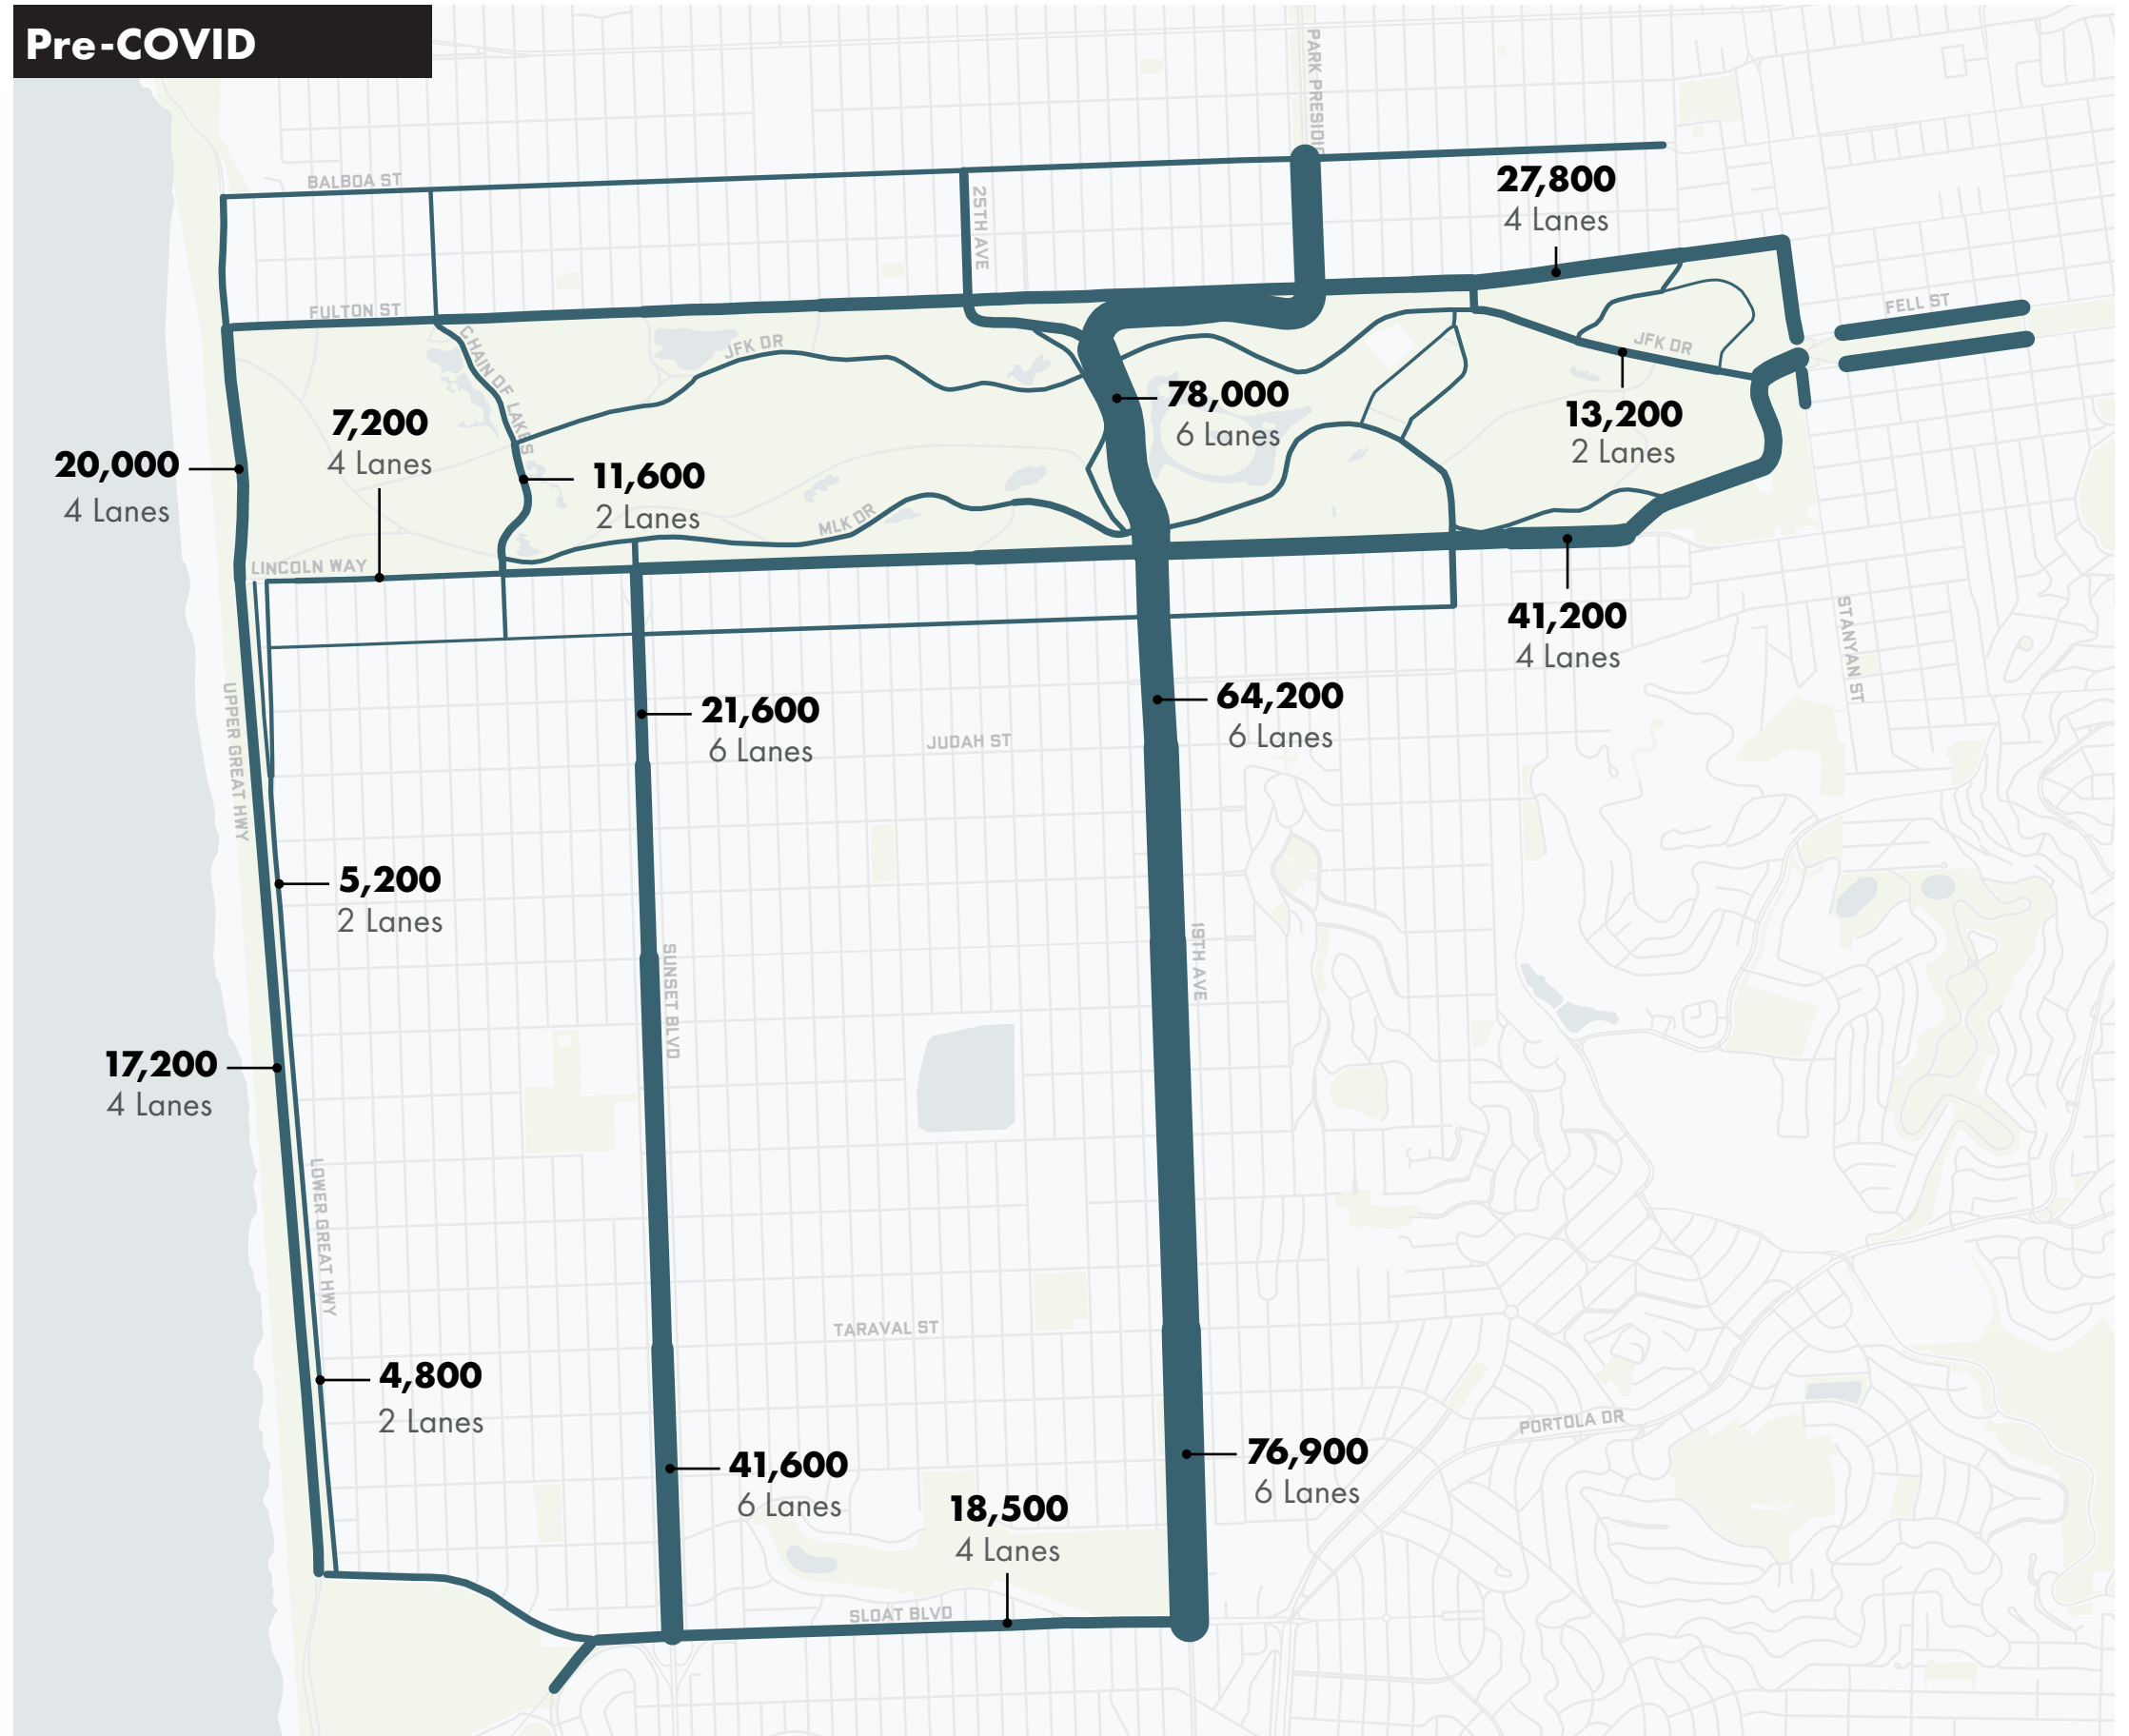 Pre-COVID
PARK PRESIDIO
BALBOA ST
25TH AVE
27,800
4 Lanes
FULTON ST
FELL ST
CHAIN OF LAKES
JFK DR
JFK DR
78,000
6 Lanes
13,200
2 Lanes
7,200
4 Lanes
20,000
4 Lanes
11,600
2 Lanes
MLK DR
LINCOLN WAY
41,200
4 Lanes
STANYAN ST
UPPER GREAT HWY
21,600
6 Lanes
JUDAH ST
64,200
6 Lanes
5,200
2 Lanes
SUNSET BLVD
19TH AVE
17,200
4 Lanes
LOWER GREAT HWY
TARAVAL ST
4,800
2 Lanes
PORTOLA DR
41,600
6 Lanes
76,900
6 Lanes
18,500
4 Lanes
SLOAT BLVD